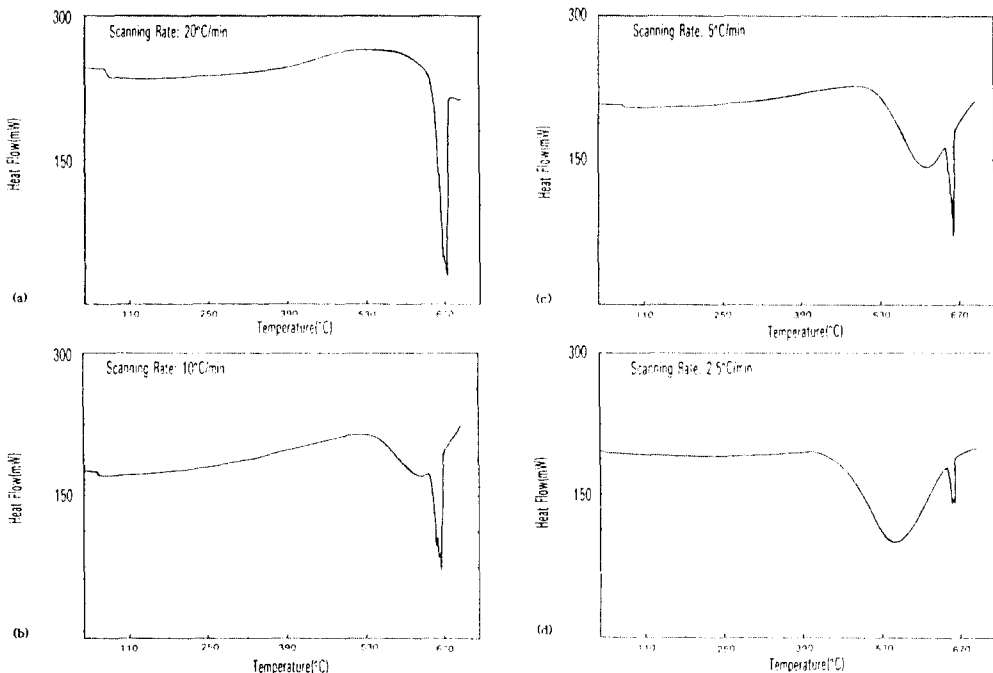 300
Scanning Rate: 20°C/min
150
Heat Flow(mW)
(a)
110 250 390 530 670
Temperature(°C)
300
Scanning Rate: 10°C/min
150
Heat Flow(mW)
(b)
110 250 390 530 670
Temperature(°C)
300
Scanning Rate: 5°C/min
150
Heat Flow(mW)
(c)
110 250 390 530 670
Temperature(°C)
300
Scanning Rate: 2.5°C/min
150
Heat Flow(mW)
(d)
110 250 390 530 670
Temperature(°C)